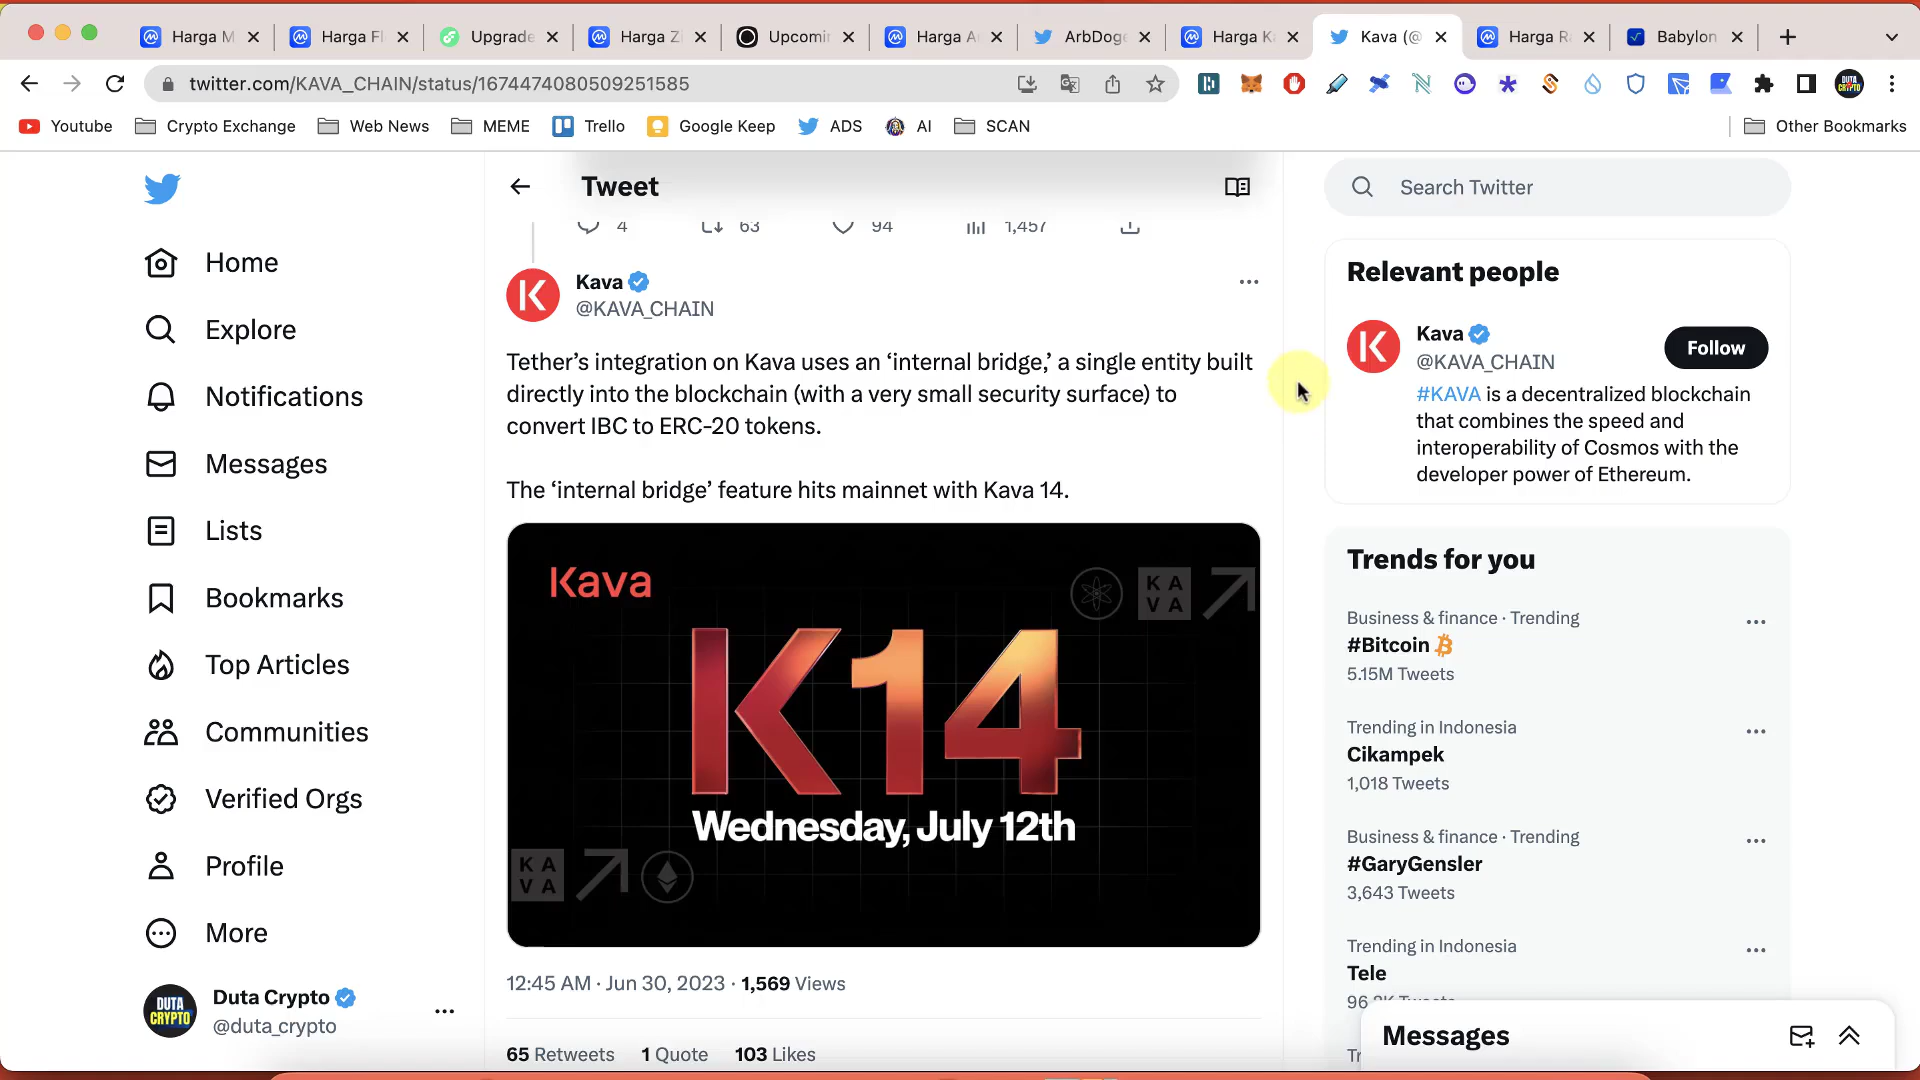 Harga M
Harga F
Upgrade
Harga Z
Upcomin
Harga A
ArbDoge
Harga K
Kava (@
Harga R
Babylon
twitter.com/KAVA_CHAIN/status/1674474080509251585
Youtube
Crypto Exchange
Web News
MEME
Trello
Google Keep
ADS
AI
SCAN
Other Bookmarks
Home
Explore
Notifications
Messages
Lists
Bookmarks
Top Articles
Communities
Verified Orgs
Profile
More
DUTA
CRYPTO
Duta Crypto
@duta_crypto
Tweet
4 63 94 1,457
Kava
@KAVA_CHAIN
Tether’s integration on Kava uses an ‘internal bridge,’ a single entity built
directly into the blockchain (with a very small security surface) to
convert IBC to ERC-20 tokens.
The ‘internal bridge’ feature hits mainnet with Kava 14.
Kava
KA
VA
K14
Wednesday, July 12th
KA
VA
12:45 AM · Jun 30, 2023 · 1,569 Views
65 Retweets 1 Quote 103 Likes
Search Twitter
Relevant people
Kava
@KAVA_CHAIN
Follow
#KAVA is a decentralized blockchain
that combines the speed and
interoperability of Cosmos with the
developer power of Ethereum.
Trends for you
Business & finance · Trending
#Bitcoin
5.15M Tweets
Trending in Indonesia
Cikampek
1,018 Tweets
Business & finance · Trending
#GaryGensler
3,643 Tweets
Trending in Indonesia
Tele
Messages